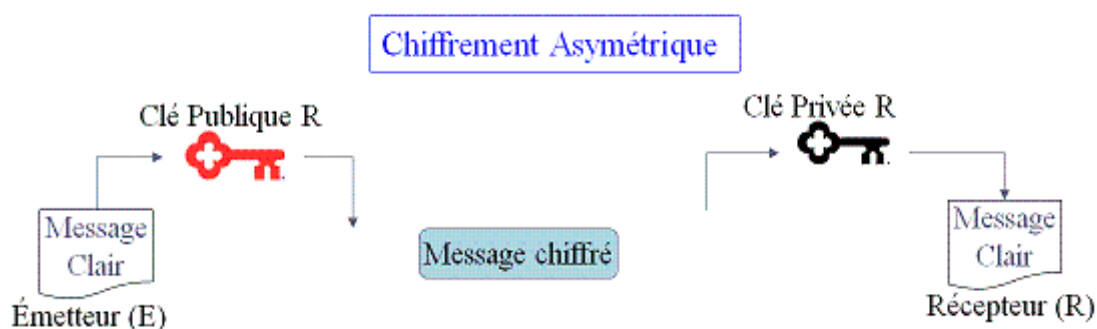 Chiffrement Asymétrique
Clé Publique R
Clé Privée R
Message
Clair
Message chiffré
Message
Clair
Émetteur (E)
Récepteur (R)